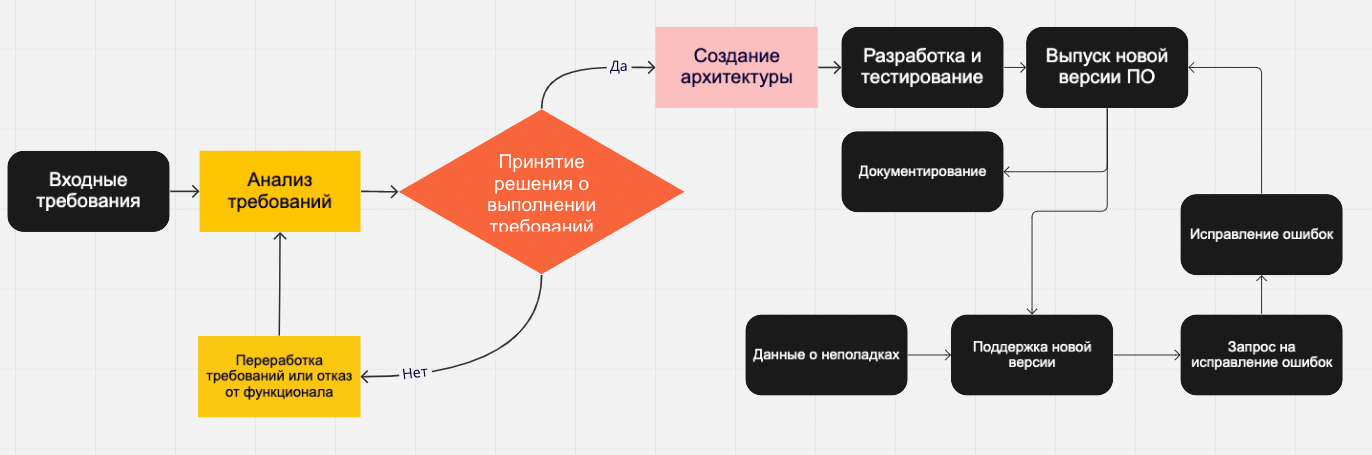 Входные
требования
Анализ
требований
Принятие
решения о
выполнении
требований
Да
Нет
Переработка
требований или отказ
от функционала
Создание
архитектуры
Разработка и
тестирование
Выпуск новой
версии ПО
Документирование
Исправление ошибок
Данные о неполадках
Поддержка новой
версии
Запрос на
исправление ошибок